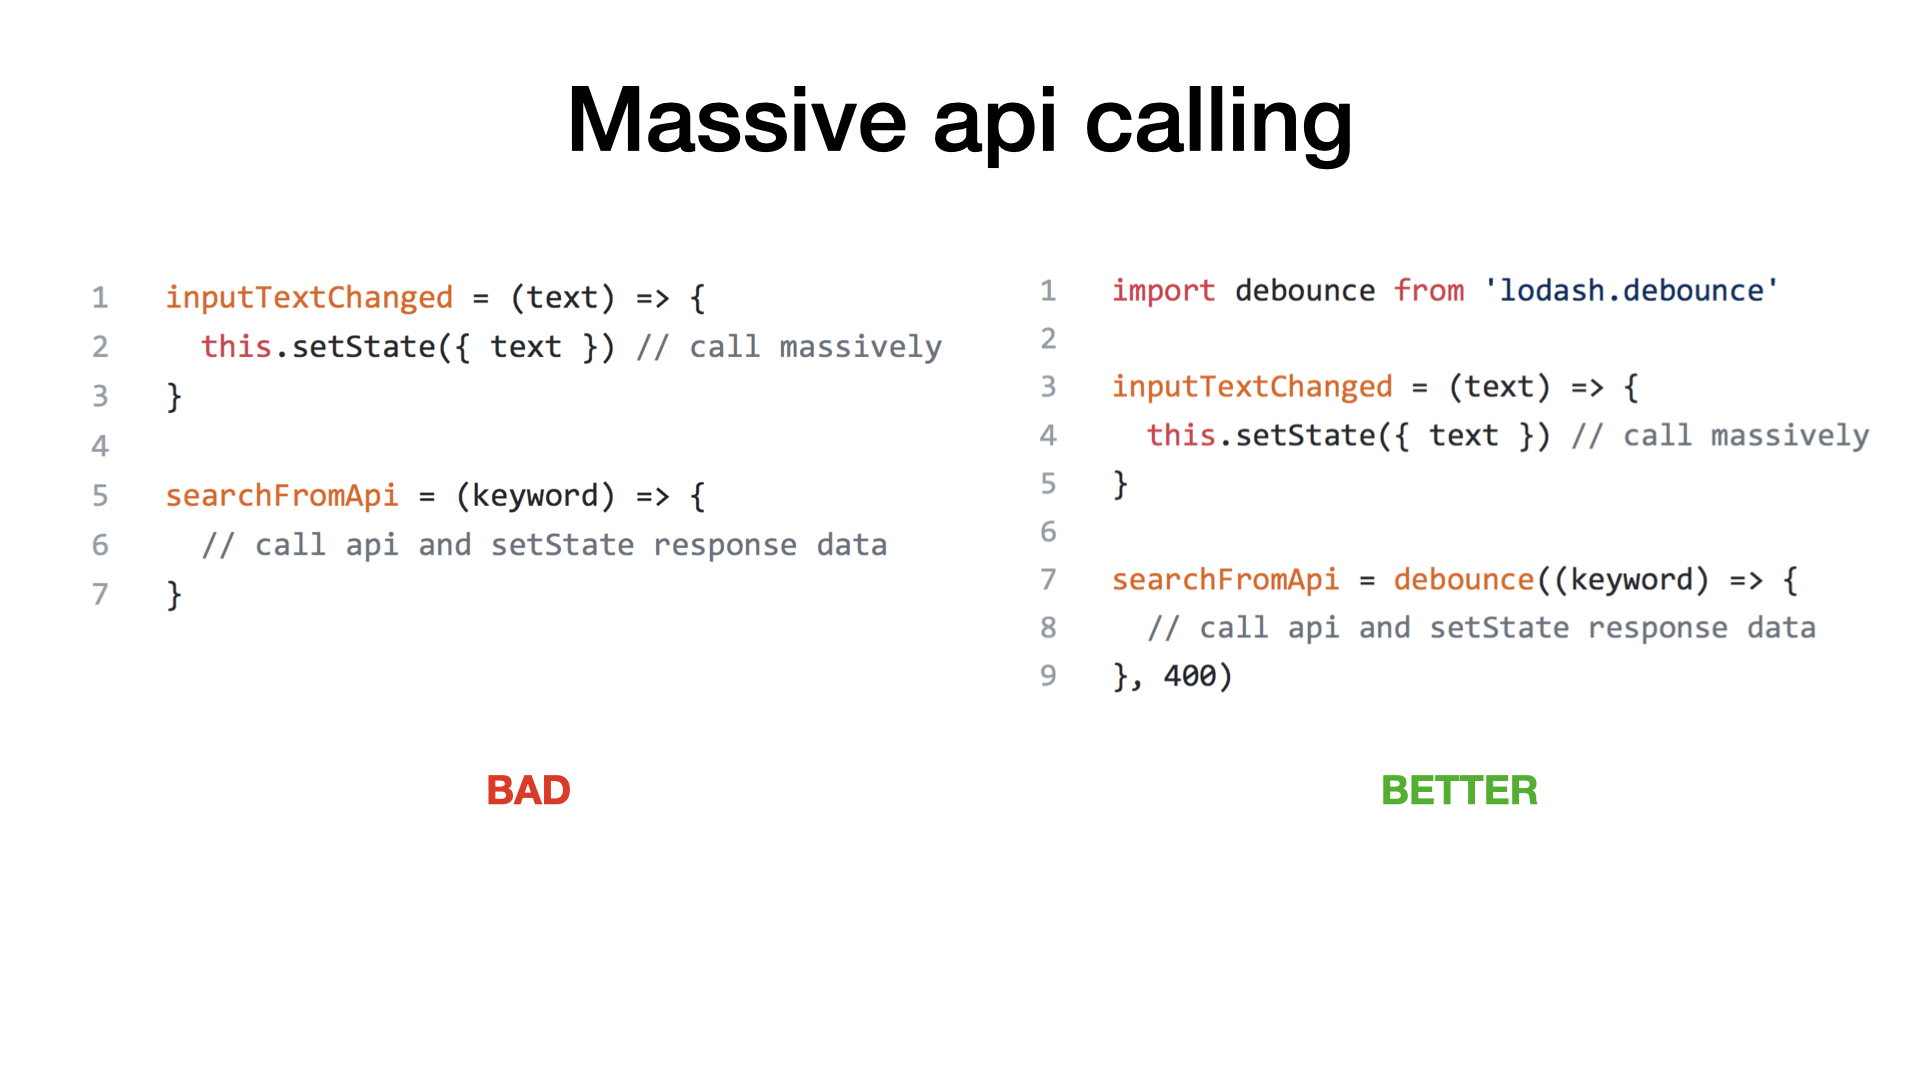 Massive api calling
1 inputTextChanged = (text) => {
2 this.setState({ text }) // call massively
3 }
4
5 searchFromApi = (keyword) => {
6 // call api and setState response data
7 }
BAD
1 import debounce from 'lodash.debounce'
2
3 inputTextChanged = (text) => {
4 this.setState({ text }) // call massively
5 }
6
7 searchFromApi = debounce((keyword) => {
8 // call api and setState response data
9 }, 400)
BETTER